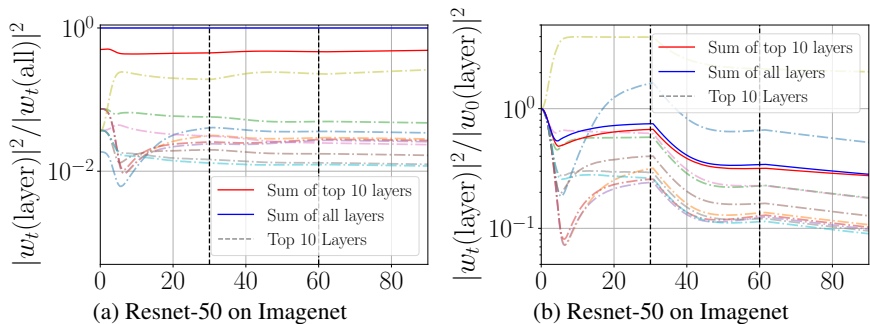 |w_t(layer)|^2/|w_t(all)|^2
10^0
10^{-2}
0 20 40 60 80
Sum of top 10 layers
Sum of all layers
Top 10 Layers
(a) Resnet-50 on Imagenet
|w_t(layer)|^2/|w_0(layer)|^2
10^0
10^{-1}
0 20 40 60 80
Sum of top 10 layers
Sum of all layers
Top 10 Layers
(b) Resnet-50 on Imagenet